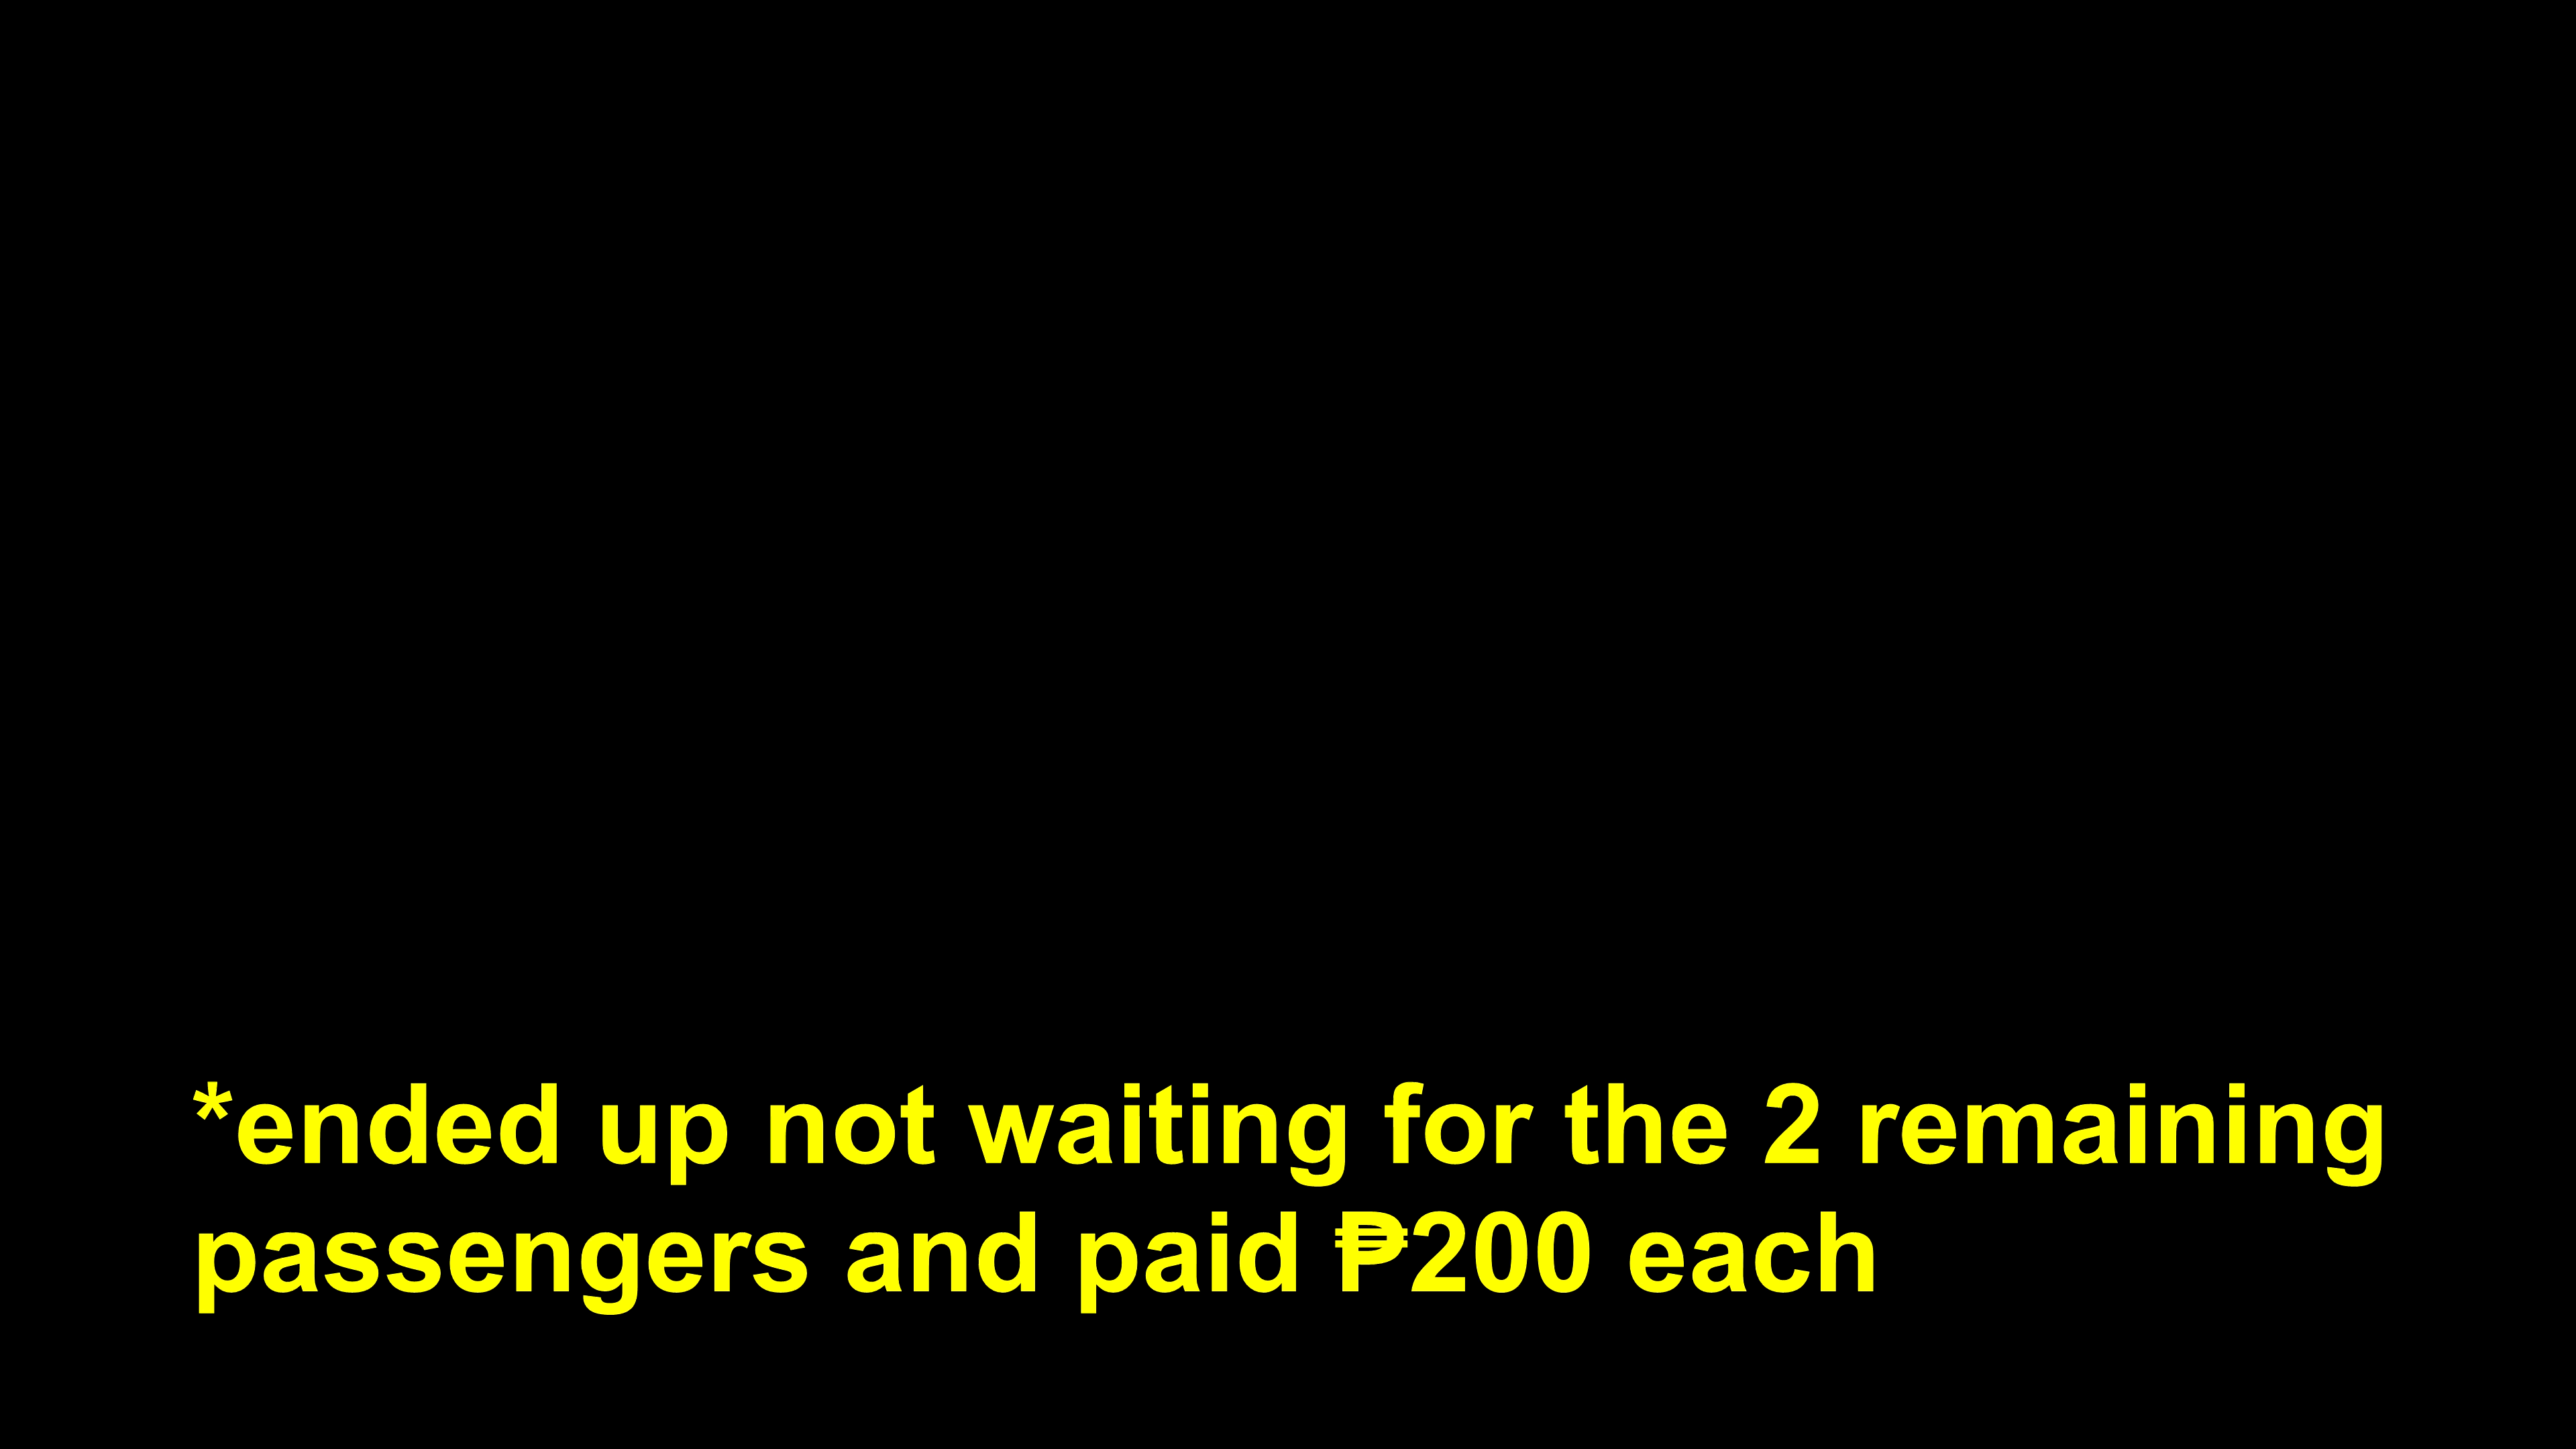 *ended up not waiting for the 2 remaining
passengers and paid ₱200 each